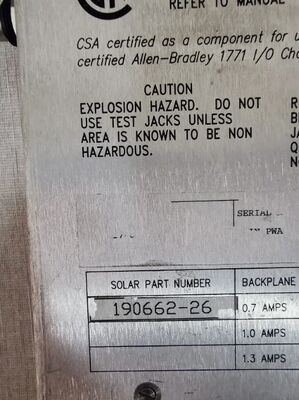 REFER TO MANUAL
CSA certified as a component for u
certified Allen-Bradley 1771 I/O Cha
CAUTION
EXPLOSION HAZARD. DO NOT
USE TEST JACKS UNLESS
AREA IS KNOWN TO BE NON
HAZARDOUS.
R
B
JA
Q
N
SERIAL
PWA
SOLAR PART NUMBER
BACKPLANE
190662-26
0.7 AMPS
1.0 AMPS
1.3 AMPS